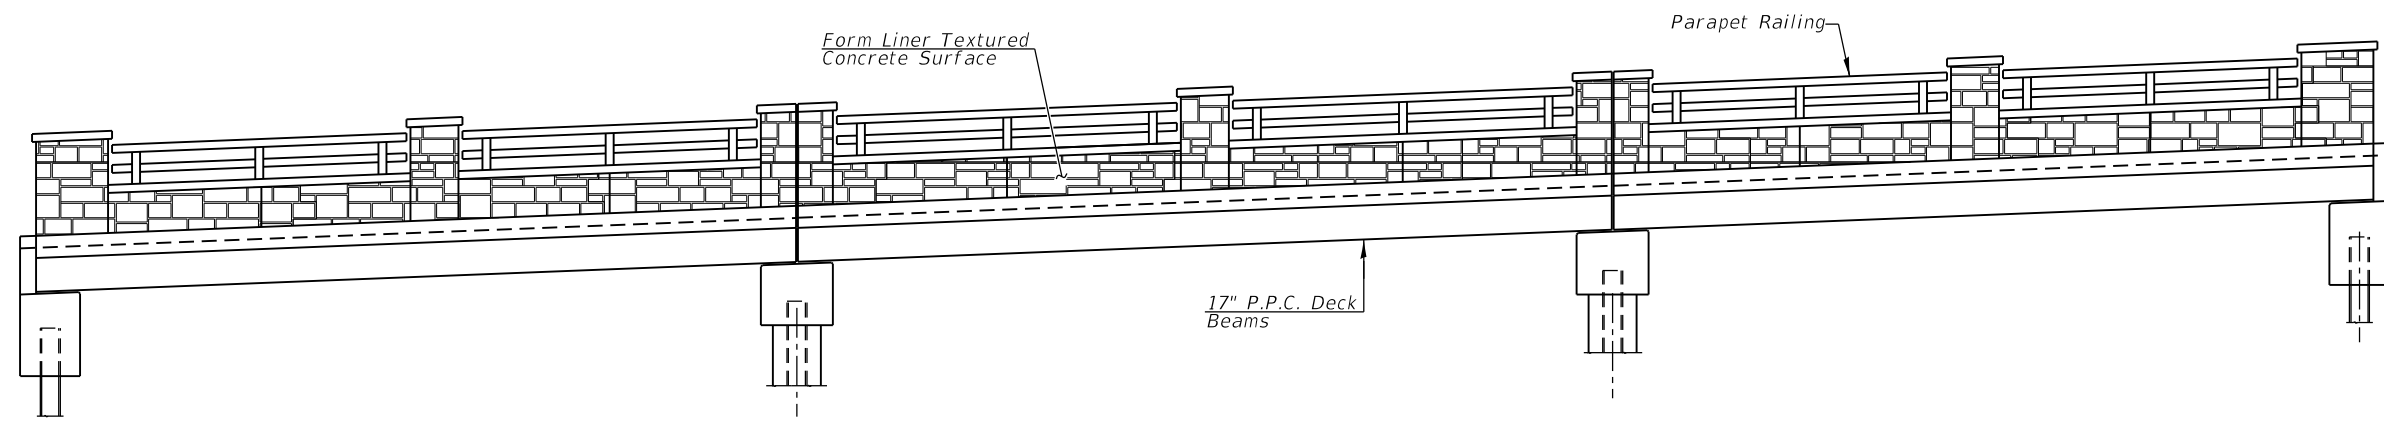 Parapet Railing
Form Liner Textured
Concrete Surface
17" P.P.C. Deck
Beams